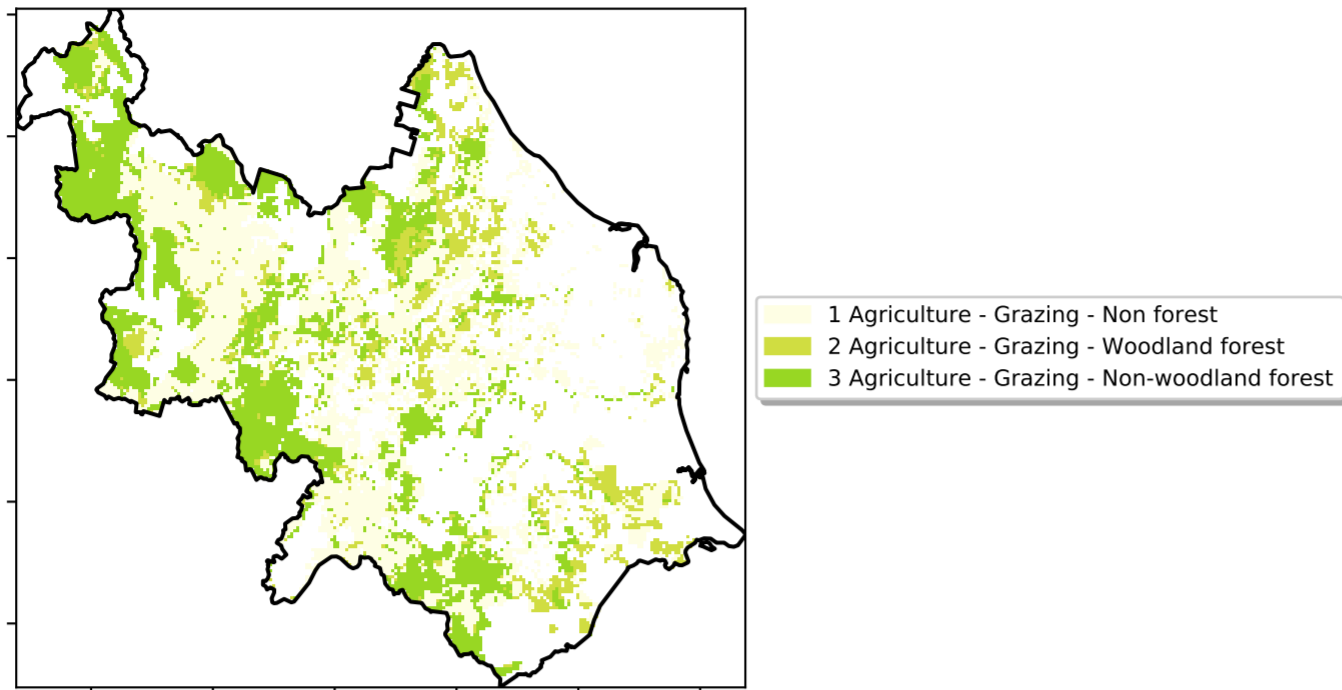 1 Agriculture - Grazing - Non forest
2 Agriculture - Grazing - Woodland forest
3 Agriculture - Grazing - Non-woodland forest